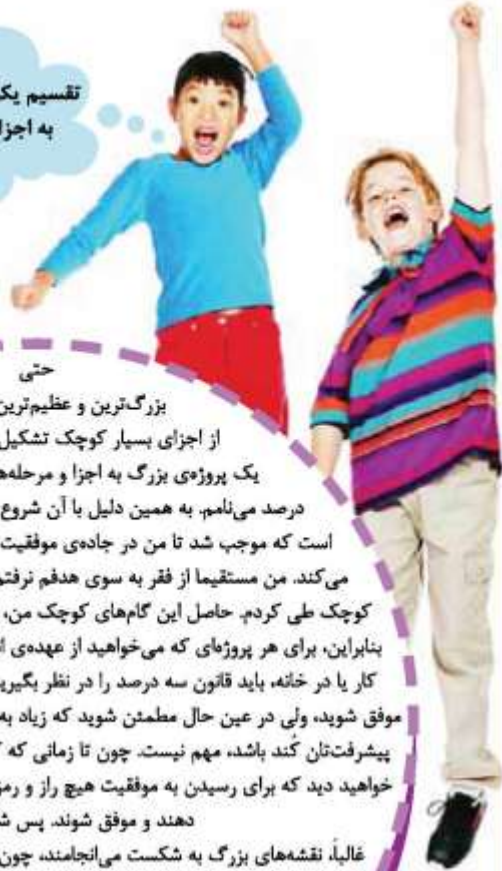 تقسیم یک
به اجزا
حتی
بزرگ‌ترین و عظیم‌ترین
از اجزای بسیار کوچک تشکیل
یک پروژه‌ی بزرگ به اجزا و مرحله‌ه
درصد می‌نامم. به همین دلیل با آن شروع
است که موجب شد تا من در جاده‌ی موفقیت
می‌کند. من مستقیما از فقر به سوی هدفم نرفتم
کوچک طی کردم. حاصل این گام‌های کوچک من،
بنابراین، برای هر پروژه‌ای که می‌خواهید از عهده‌ی ا
کار یا در خانه، باید قانون سه درصد را در نظر بگیرید
موفق شوید، ولی در عین حال مطمئن شوید که زیاد به
پیشرفت‌تان کُند باشد، مهم نیست. چون تا زمانی که
خواهید دید که برای رسیدن به موفقیت هیچ راز و رمز
دهند و موفق شوند. پس ش
غالباً، نقشه‌های بزرگ به شکست می‌انجامند، چون